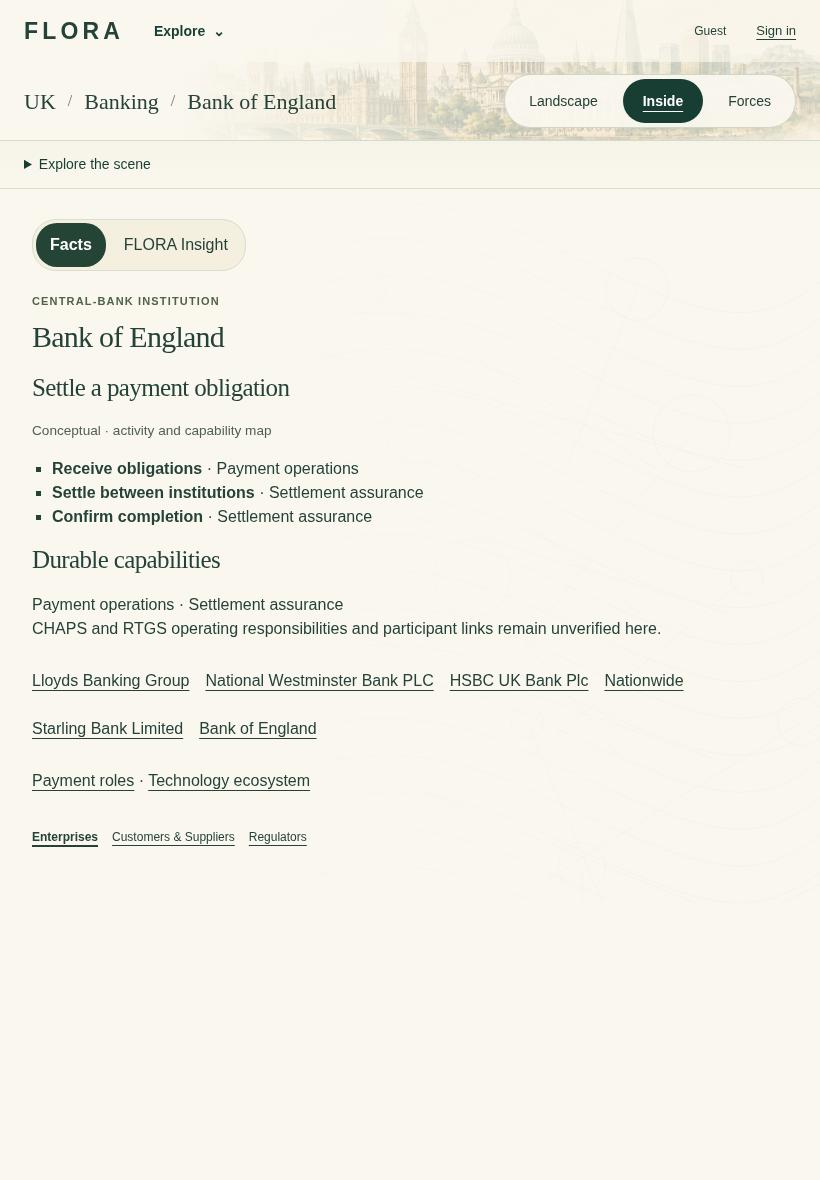 FLORA Explore ⌄ Guest Sign in
UK / Banking / Bank of England Landscape Inside Forces
▶ Explore the scene
Facts FLORA Insight
CENTRAL-BANK INSTITUTION
Bank of England
Settle a payment obligation
Conceptual · activity and capability map
▪ Receive obligations · Payment operations
▪ Settle between institutions · Settlement assurance
▪ Confirm completion · Settlement assurance
Durable capabilities
Payment operations · Settlement assurance
CHAPS and RTGS operating responsibilities and participant links remain unverified here.
Lloyds Banking Group National Westminster Bank PLC HSBC UK Bank Plc Nationwide
Starling Bank Limited Bank of England
Payment roles · Technology ecosystem
Enterprises Customers & Suppliers Regulators